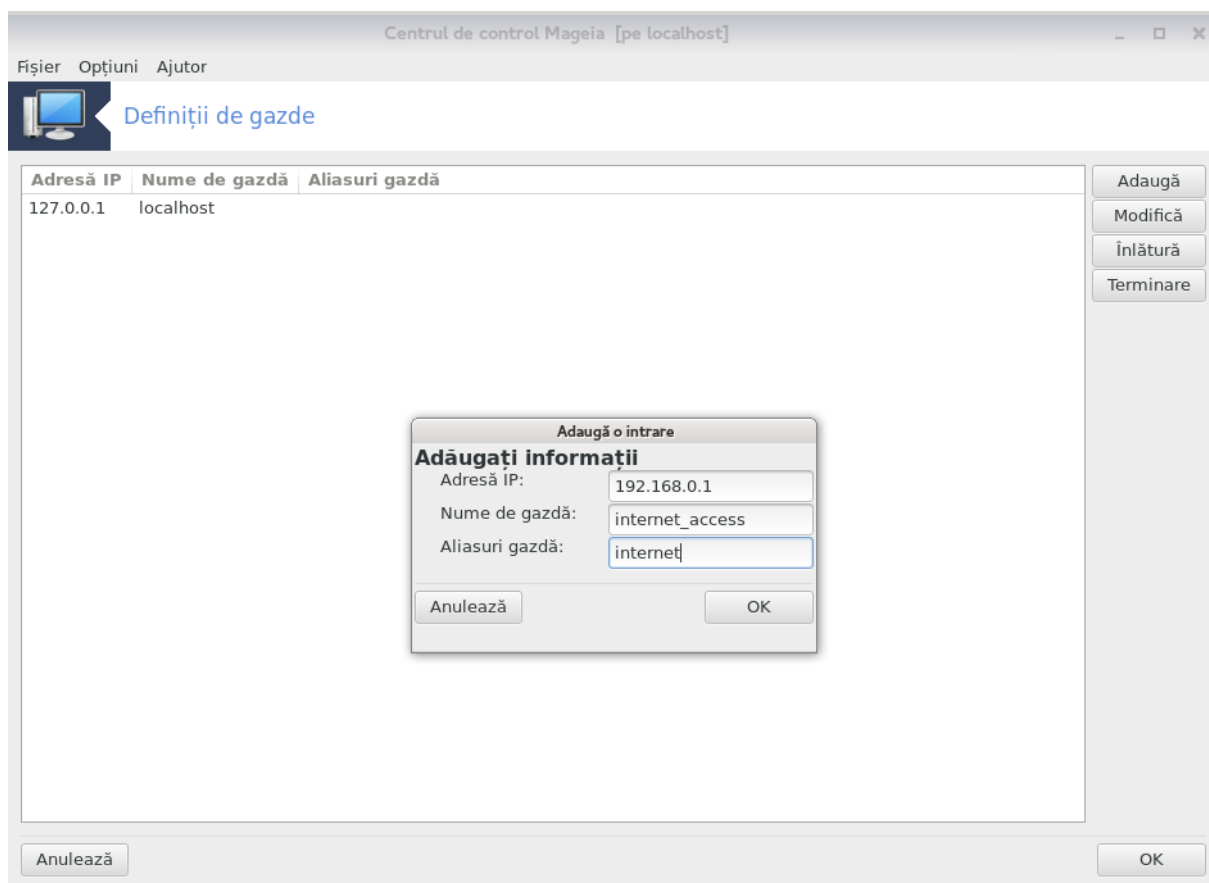 Centrul de control Mageia [pe localhost]
Fișier Opțiuni Ajutor
Definiții de gazde
Adresă IP Nume de gazdă Aliasuri gazdă
127.0.0.1 localhost
Adaugă
Modifică
Înlătură
Terminare
Adaugă o intrare
Adăugați informații
Adresă IP: 192.168.0.1
Nume de gazdă: internet_access
Aliasuri gazdă: internet
Anulează OK
Anulează OK